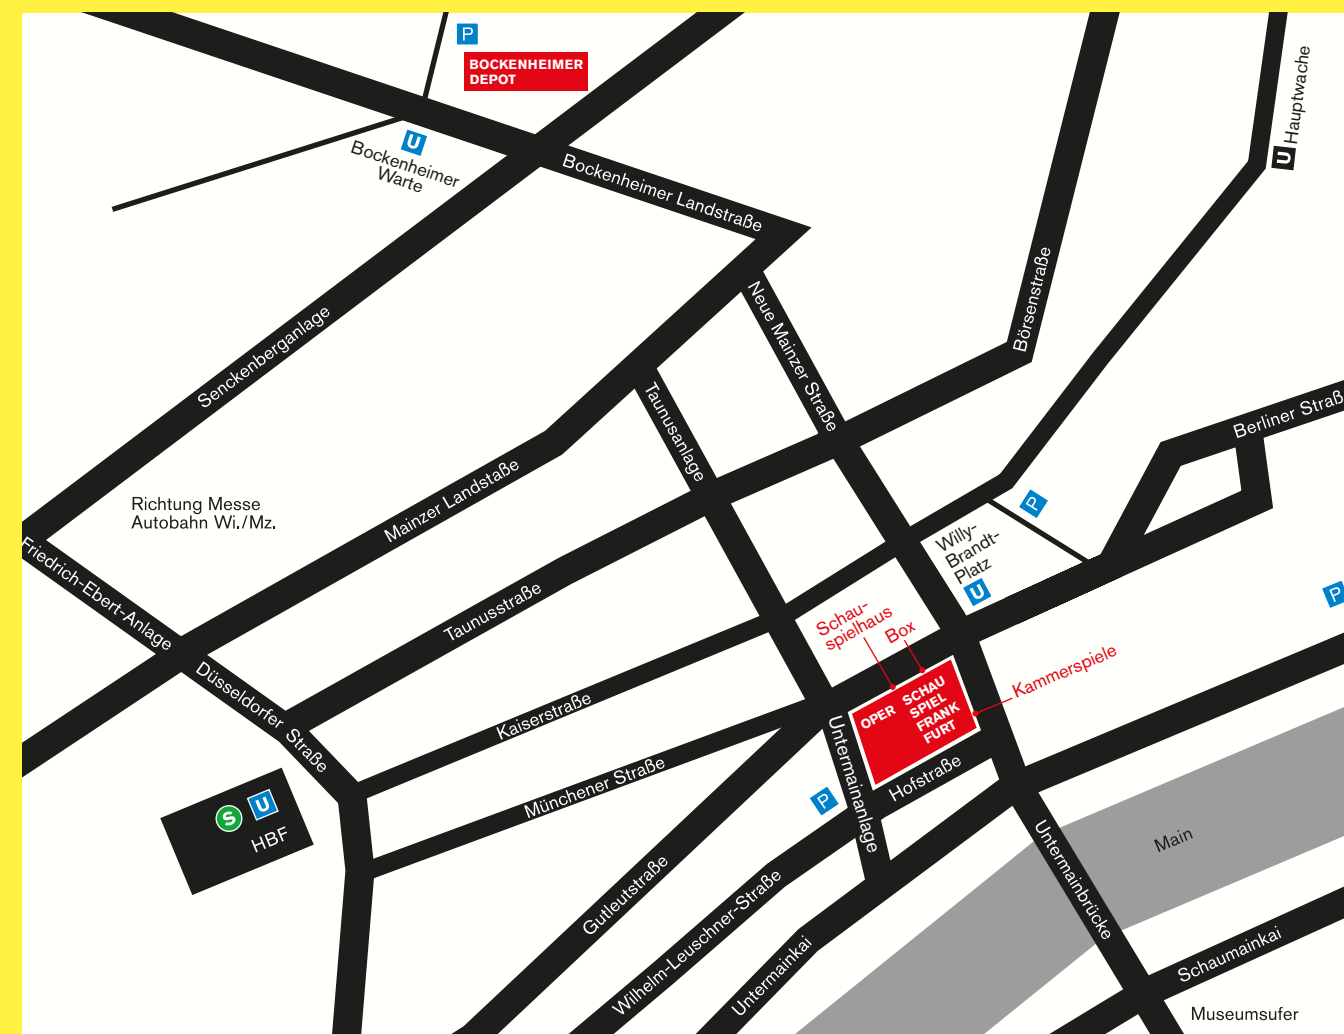 P
BOCKENHEIMER
DEPOT
U
Bockenheimer
Warte
Bockenheimer Landstraße
U Hauptwache
Senckenberganlage
Neue Mainzer Straße
Börsenstraße
Taunusanlage
Berliner Straß
Mainzer Landstaße
Richtung Messe
Autobahn Wi./Mz.
P
Friedrich-Ebert-Anlage
Willy-
Brandt-
Platz
U
Taunusstraße
P
Schau-
spielhaus
Box
Kammerspiele
Düsseldorfer Straße
OPER
SCHAU
SPIEL
FRANK
FURT
Kaiserstraße
Untermainanlage
Hofstraße
Münchener Straße
P
S U
HBF
Main
Untermainbrücke
Gutleutstraße
Wilhelm-Leuschner-Straße
Untermainkai
Schaumainkai
Museumsufer